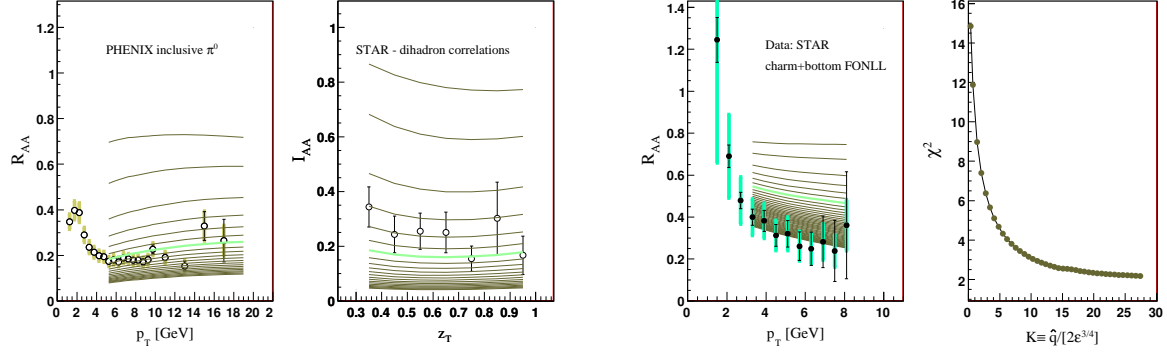 PHENIX inclusive π⁰
R_AA
1.2
1
0.8
0.6
0.4
0.2
0
0 2 4 6 8 10 12 14 16 18 20 2
p_T [GeV]
STAR - dihadron correlations
I_AA
1
0.8
0.6
0.4
0.2
0
0.3 0.4 0.5 0.6 0.7 0.8 0.9 1
z_T
Data: STAR
charm+bottom FONLL
R_AA
1.4
1.2
1
0.8
0.6
0.4
0.2
0
0 2 4 6 8 10
p_T [GeV]
χ²
16
14
12
10
8
6
4
2
0 5 10 15 20 25 30
K≡ q̂/[2ε^3/4]